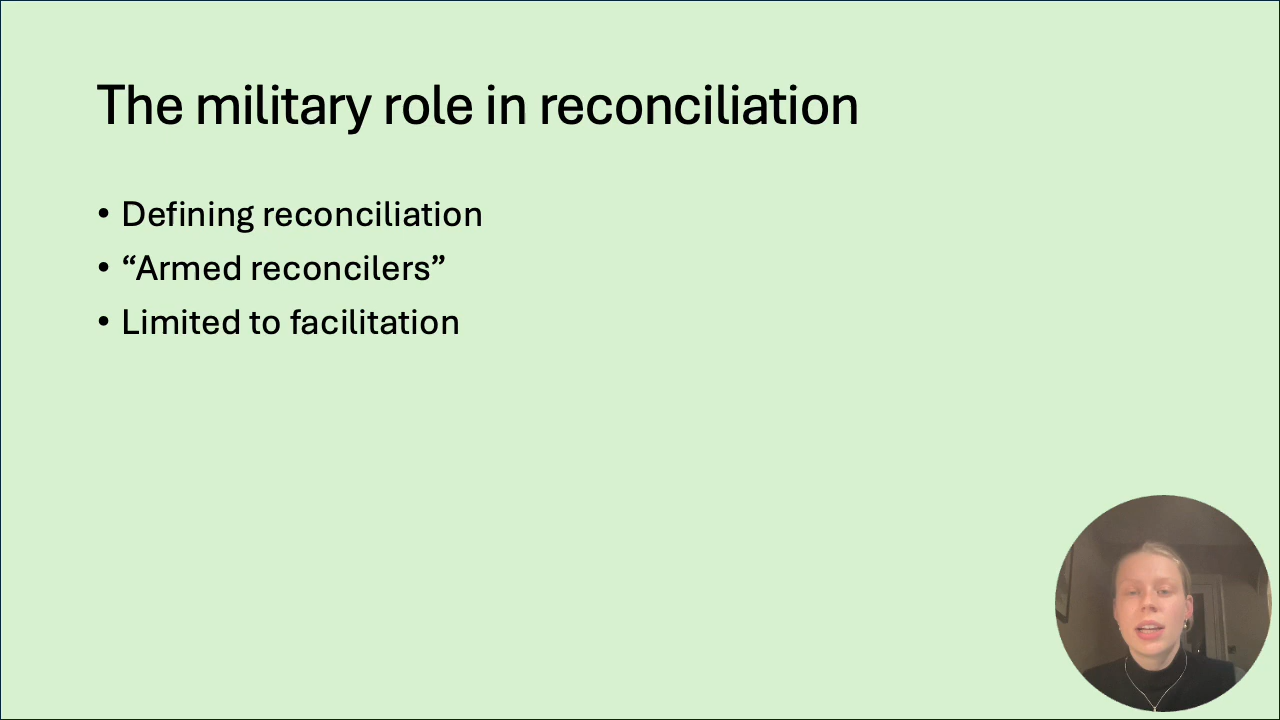 The military role in reconciliation
• Defining reconciliation
• “Armed reconcilers”
• Limited to facilitation